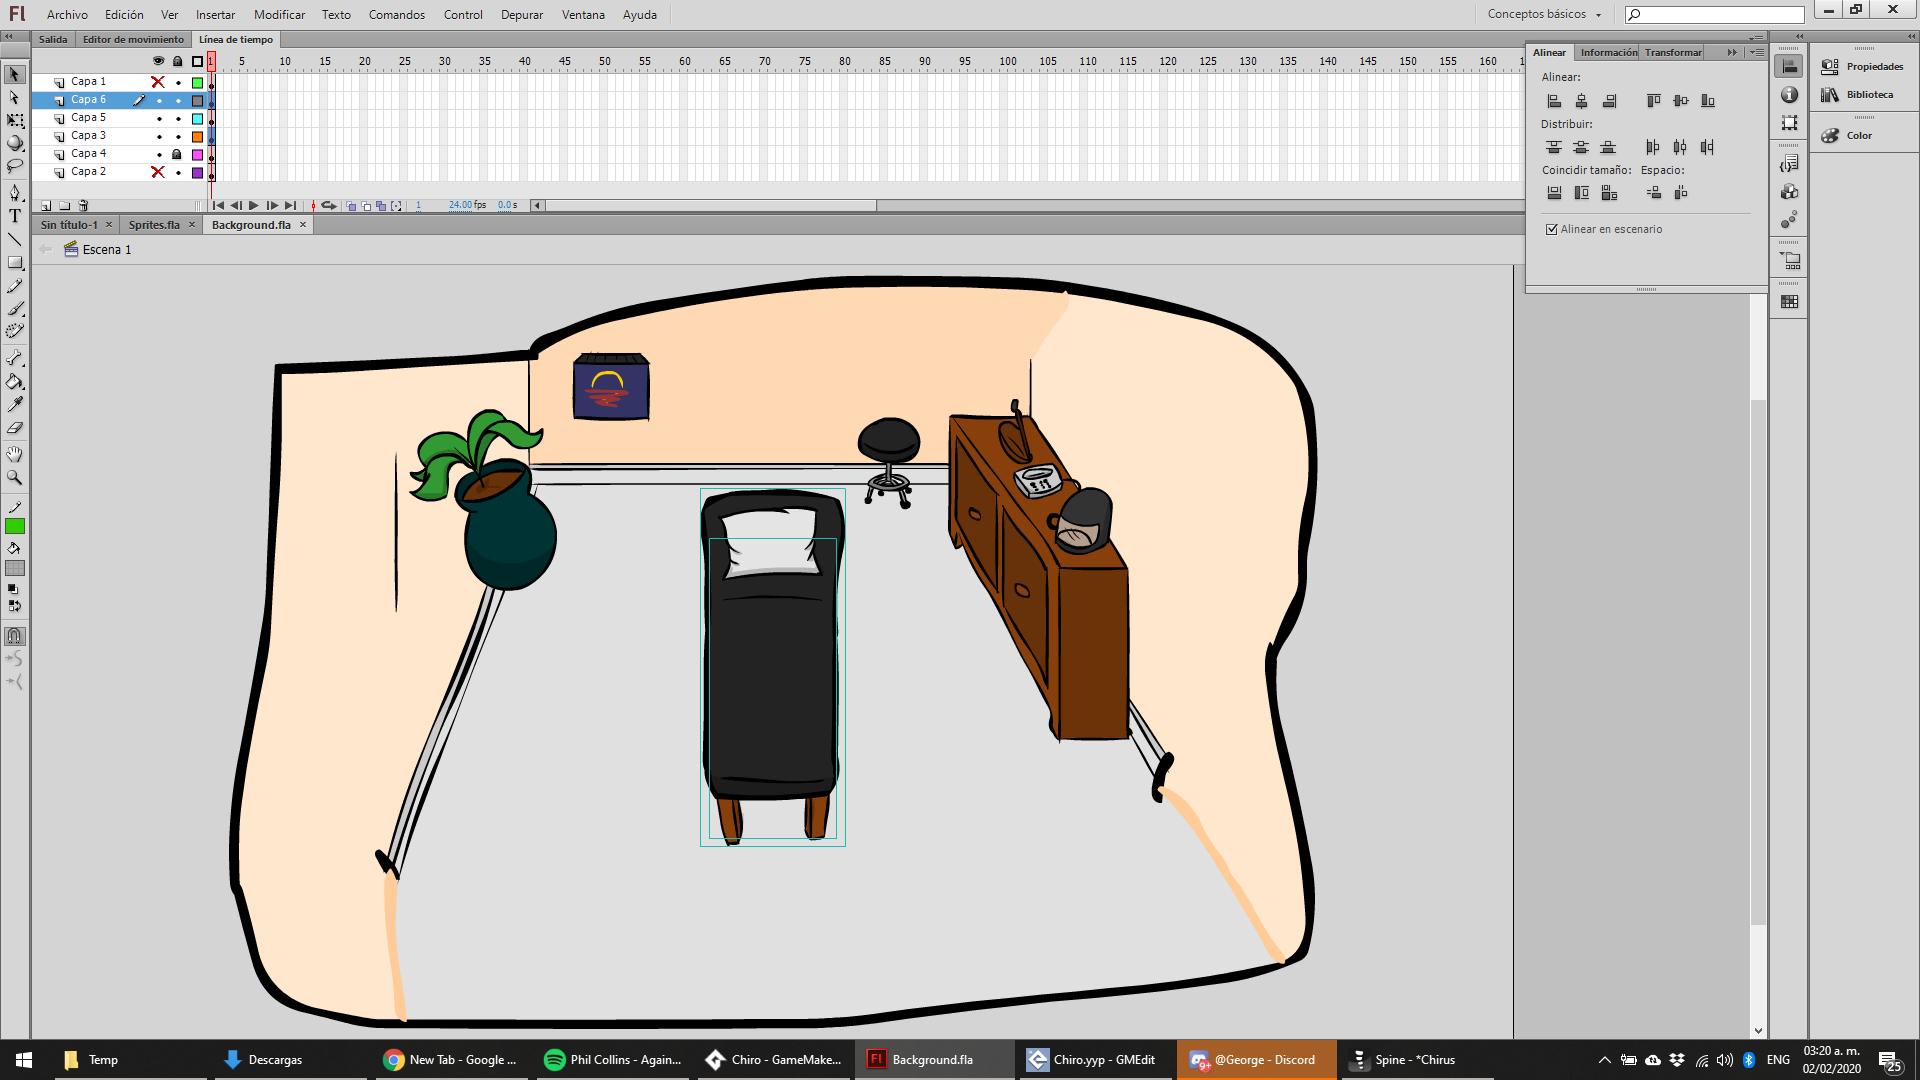 Fl Archivo Edición Ver Insertar Modificar Texto Comandos Control Depurar Ventana Ayuda Conceptos básicos
Salida Editor de movimiento Línea de tiempo
1 5 10 15 20 25 30 35 40 45 50 55 60 65 70 75 80 85 90 95 100 105 110 115 120 125 130 135 140 145 150 155 160
Capa 1
Capa 6
Capa 5
Capa 3
Capa 4
Capa 2
1 24.00 fps 0.0 s
Sin título-1 Sprites.fla Background.fla
Escena 1
Alinear Información Transformar
Alinear:
Distribuir:
Coincidir tamaño: Espacio:
Alinear en escenario
Propiedades
Biblioteca
Color
Temp Descargas New Tab - Google ... Phil Collins - Again... Chiro - GameMake... Background.fla Chiro.yyp - GMEdit @George - Discord Spine - *Chirus ENG
9+
03:20 a. m.
02/02/2020
25